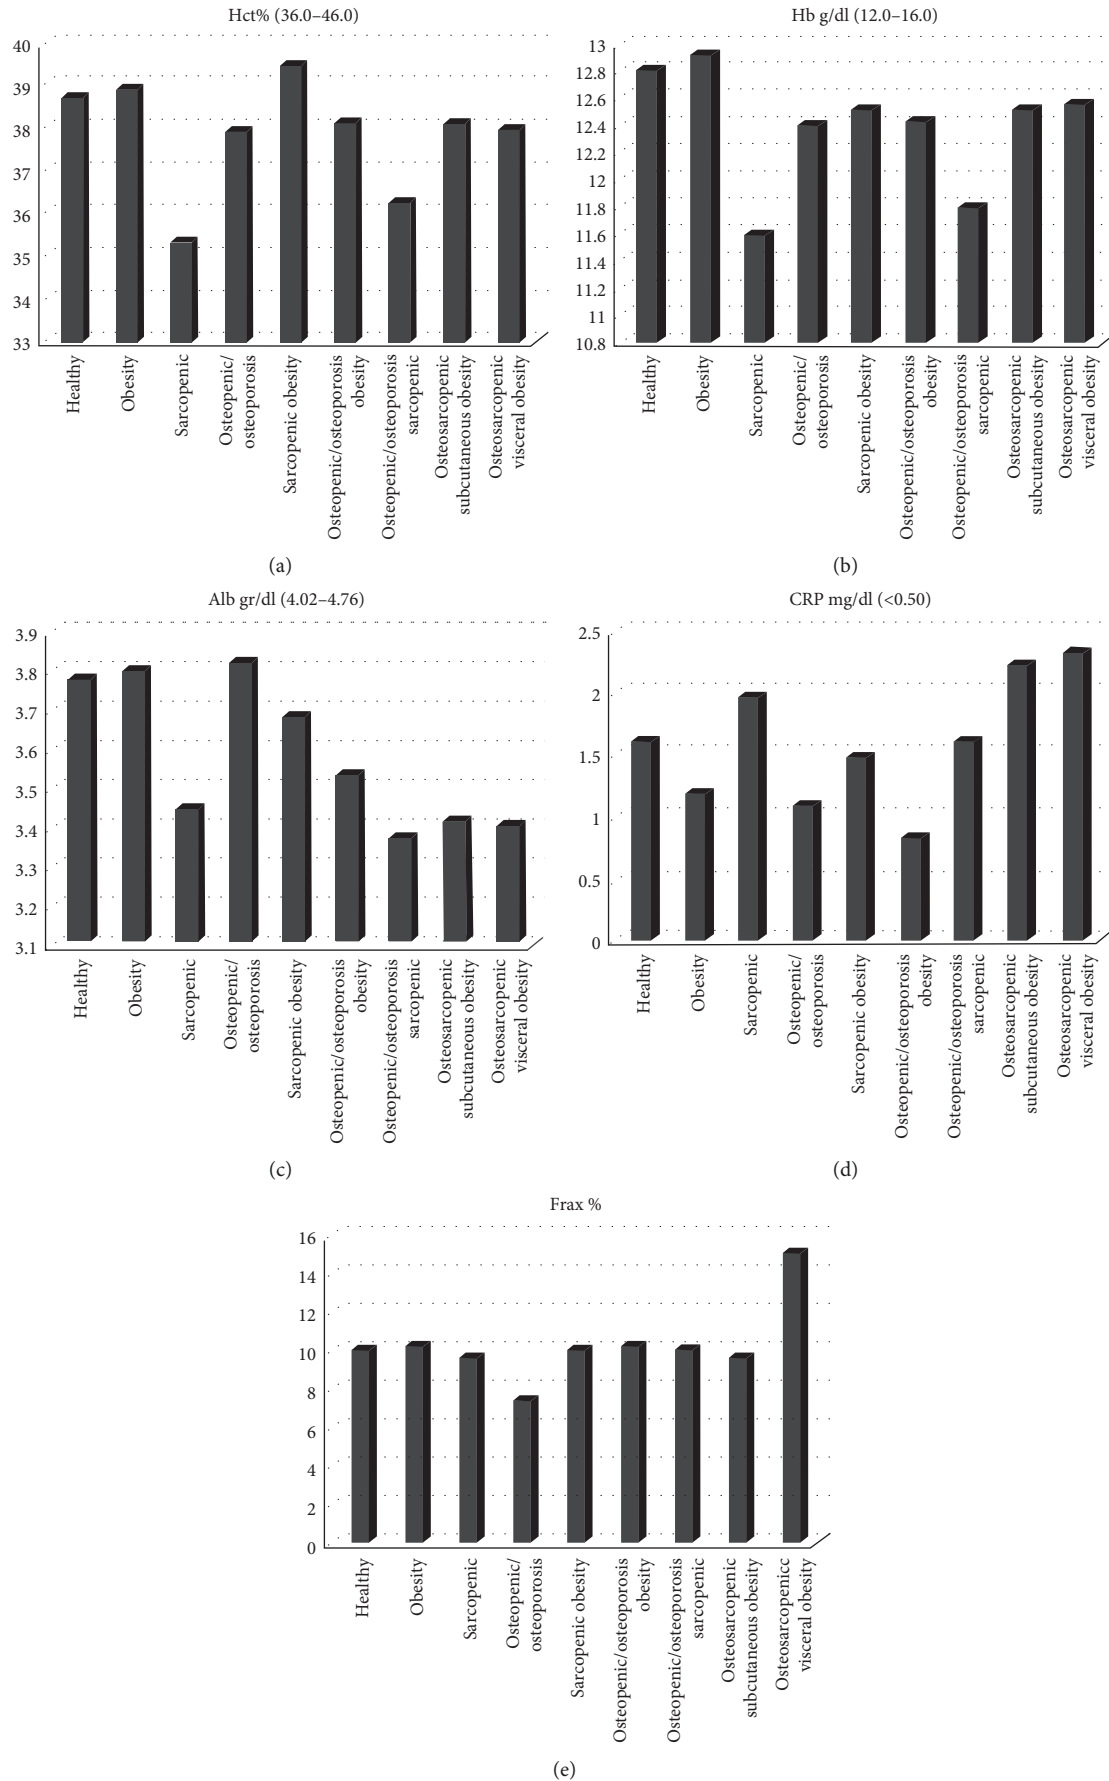 Hct% (36.0–46.0)
40
39
38
37
36
35
34
33
Healthy
Obesity
Sarcopenic
Osteopenic/
osteoporosis
Sarcopenic obesity
Osteopenic/osteoporosis
obesity
Osteopenic/osteoporosis
sarcopenic
Osteosarcopenic
subcutaneous obesity
Osteosarcopenic
visceral obesity
(a)
Hb g/dl (12.0–16.0)
13
12.8
12.6
12.4
12
11.8
11.6
11.4
11.2
11
10.8
Healthy
Obesity
Sarcopenic
Osteopenic/
osteoporosis
Sarcopenic obesity
Osteopenic/osteoporosis
obesity
Osteopenic/osteoporosis
sarcopenic
Osteosarcopenic
subcutaneous obesity
Osteosarcopenic
visceral obesity
(b)
Alb gr/dl (4.02–4.76)
3.9
3.8
3.7
3.6
3.5
3.4
3.3
3.2
3.1
Healthy
Obesity
Sarcopenic
Osteopenic/
osteoporosis
Sarcopenic obesity
Osteopenic/osteoporosis
obesity
Osteopenic/osteoporosis
sarcopenic
Osteosarcopenic
subcutaneous obesity
Osteosarcopenic
visceral obesity
(c)
CRP mg/dl (<0.50)
2.5
2
1.5
1
0.5
0
Healthy
Obesity
Sarcopenic
Osteopenic/
osteoporosis
Sarcopenic obesity
Osteopenic/osteoporosis
obesity
Osteopenic/osteoporosis
sarcopenic
Osteosarcopenic
subcutaneous obesity
Osteosarcopenic
visceral obesity
(d)
Frax %
16
14
12
10
8
6
4
2
0
Healthy
Obesity
Sarcopenic
Osteopenic/
osteoporosis
Sarcopenic obesity
Osteopenic/osteoporosis
obesity
Osteopenic/osteoporosis
sarcopenic
Osteosarcopenic
subcutaneous obesity
Osteosarcopenicc
visceral obesity
(e)